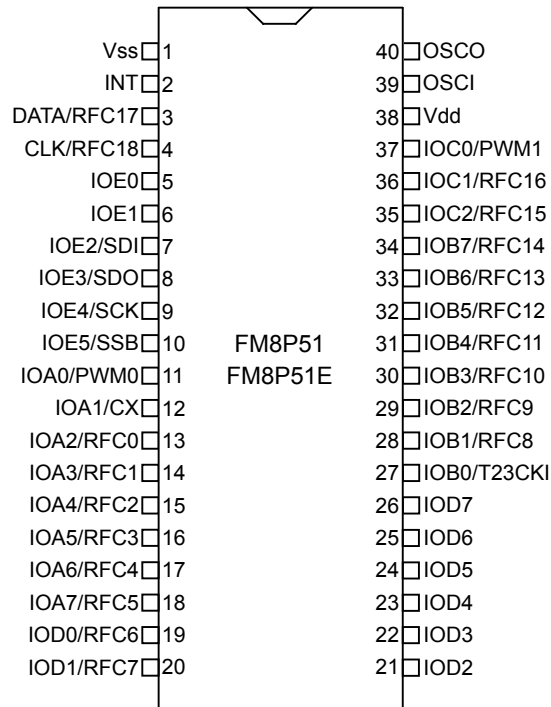 Vss 1 40 OSCO
INT 2 39 OSCI
DATA/RFC17 3 38 Vdd
CLK/RFC18 4 37 IOC0/PWM1
IOE0 5 36 IOC1/RFC16
IOE1 6 35 IOC2/RFC15
IOE2/SDI 7 34 IOB7/RFC14
IOE3/SDO 8 33 IOB6/RFC13
IOE4/SCK 9 32 IOB5/RFC12
IOE5/SSB 10 FM8P51 31 IOB4/RFC11
IOA0/PWM0 11 FM8P51E 30 IOB3/RFC10
IOA1/CX 12 29 IOB2/RFC9
IOA2/RFC0 13 28 IOB1/RFC8
IOA3/RFC1 14 27 IOB0/T23CKI
IOA4/RFC2 15 26 IOD7
IOA5/RFC3 16 25 IOD6
IOA6/RFC4 17 24 IOD5
IOA7/RFC5 18 23 IOD4
IOD0/RFC6 19 22 IOD3
IOD1/RFC7 20 21 IOD2